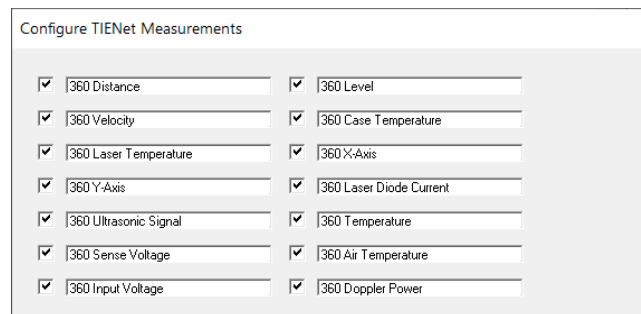 Configure TIENet Measurements
360 Distance 360 Level
360 Velocity 360 Case Temperature
360 Laser Temperature 360 X-Axis
360 Y-Axis 360 Laser Diode Current
360 Ultrasonic Signal 360 Temperature
360 Sense Voltage 360 Air Temperature
360 Input Voltage 360 Doppler Power